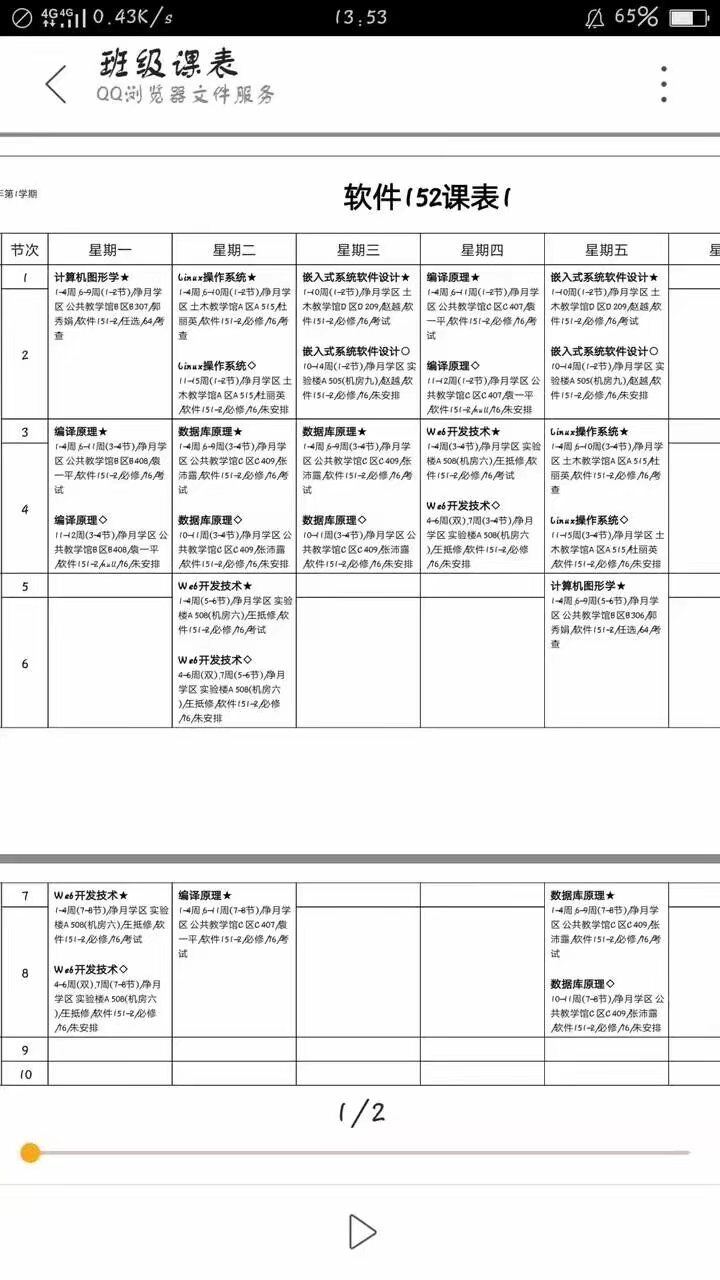 4G 4G 0.43K/s 13:53 65%
班级课表
QQ浏览器文件服务
年第1学期
软件152课表1
节次 星期一 星期二 星期三 星期四 星期五 星
1
2
计算机图形学★
1-4周,6-9周(1-2节)/净月学
区 公共教学馆B区B307/郭
秀娟/软件151-2/任选/64/考
查
Linux操作系统★
1-4周,6-10周(1-2节)/净月学
区 土木教学馆A区A515/杜
丽英/软件151-2/必修/16/考
试
Linux操作系统◇
11-15周(1-2节)/净月学区 土
木教学馆A区A515/杜丽英
/软件151-2/必修/16/未安排
嵌入式系统软件设计★
1-10周(1-2节)/净月学区 土
木教学馆D区D209/赵越/软
件151-2/必修/16/考试
嵌入式系统软件设计○
10-14周(1-2节)/净月学区 实
验楼A505(机房九)/赵越/软
件151-2/必修/16/未安排
编译原理★
1-4周,6-11周(1-2节)/净月学
区 公共教学馆C区C407/袁
一平/软件151-2/必修/16/考
试
编译原理◇
11-12周(1-2节)/净月学区 公
共教学馆C区C407/袁一平
/软件151-2/null/16/未安排
嵌入式系统软件设计★
1-10周(1-2节)/净月学区 土
木教学馆D区D209/赵越/软
件151-2/必修/16/考试
嵌入式系统软件设计○
10-14周(1-2节)/净月学区 实
验楼A505(机房九)/赵越/软
件151-2/必修/16/未安排
3
4
编译原理★
1-4周,6-11周(3-4节)/净月学
区 公共教学馆B区B408/袁
一平/软件151-2/必修/16/考
试
编译原理◇
11-12周(3-4节)/净月学区 公
共教学馆B区B408/袁一平
/软件151-2/null/16/未安排
数据库原理★
1-4周,6-9周(3-4节)/净月学
区 公共教学馆C区C409/张
沛露/软件151-2/必修/16/考
试
数据库原理◇
10-11周(3-4节)/净月学区 公
共教学馆C区C409/张沛露
/软件151-2/必修/16/未安排
数据库原理★
1-4周,6-9周(3-4节)/净月学
区 公共教学馆C区C409/张
沛露/软件151-2/必修/16/考
试
数据库原理◇
10-11周(3-4节)/净月学区 公
共教学馆C区C409/张沛露
/软件151-2/必修/16/未安排
Web开发技术★
1-4周(3-4节)/净月学区 实验
楼A508(机房六)/王抵修/软
件151-2/必修/16/考试
Web开发技术◇
4-6周(双),7周(3-4节)/净月
学区 实验楼A508(机房六
)/王抵修/软件151-2/必修
/16/未安排
Linux操作系统★
1-4周,6-10周(3-4节)/净月学
区 土木教学馆A区A515/杜
丽英/软件151-2/必修/16/考
查
Linux操作系统◇
11-15周(3-4节)/净月学区 土
木教学馆A区A515/杜丽英
/软件151-2/必修/16/未安排
5
6
Web开发技术★
1-4周(5-6节)/净月学区 实验
楼A508(机房六)/王抵修/软
件151-2/必修/16/考试
Web开发技术◇
4-6周(双),7周(5-6节)/净月
学区 实验楼A508(机房六
)/王抵修/软件151-2/必修
/16/未安排
计算机图形学★
1-4周,6-9周(5-6节)/净月学
区 公共教学馆B区B306/郭
秀娟/软件151-2/任选/64/考
查
7
8
Web开发技术★
1-4周(7-8节)/净月学区 实验
楼A508(机房六)/王抵修/软
件151-2/必修/16/考试
Web开发技术◇
4-6周(双),7周(7-8节)/净月
学区 实验楼A508(机房六
)/王抵修/软件151-2/必修
/16/未安排
编译原理★
1-4周,6-11周(7-8节)/净月学
区 公共教学馆C区C407/袁
一平/软件151-2/必修/16/考
试
数据库原理★
1-4周,6-9周(7-8节)/净月学
区 公共教学馆C区C409/张
沛露/软件151-2/必修/16/考
试
数据库原理◇
10-11周(7-8节)/净月学区 公
共教学馆C区C409/张沛露
/软件151-2/必修/16/未安排
9
10
1/2